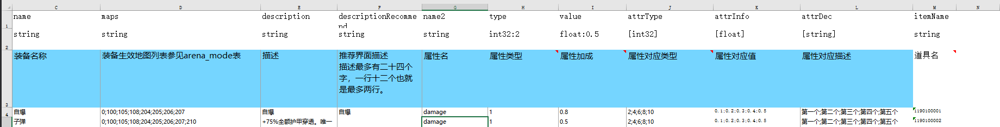 C D E F G H I J K L M N
1 name maps description descriptionRecomme name2 type value attrType attrInfo attrDec itemName
nd
2 string string string string string int32:2 float:0.5 [int32] [float] [string] string
装备名称 装备生效地图列表参见arena_mode表 描述 推荐界面描述 属性名 属性类型 属性加成 属性对应类型 属性对应值 属性对应描述 道具名
描述最多有二十四个
字，一行十二个也就
是最多两行。
3
4 自爆 0;100;105;108;204;205;206;207 自爆 自爆 damage 1 0.8 2;4;6;8;10 0.1;0.2;0.3;0.4;0.5 第一个;第二个;第三个;第四个;第五个 1190100001
子弹 0;100;105;108;204;205;206;207;210 +75%全额护甲穿透。唯一 damage 1 0.5 2;4;6;8;10 0.1;0.2;0.3;0.4;0.5 第一个;第二个;第三个;第四个;第五个 1190100002